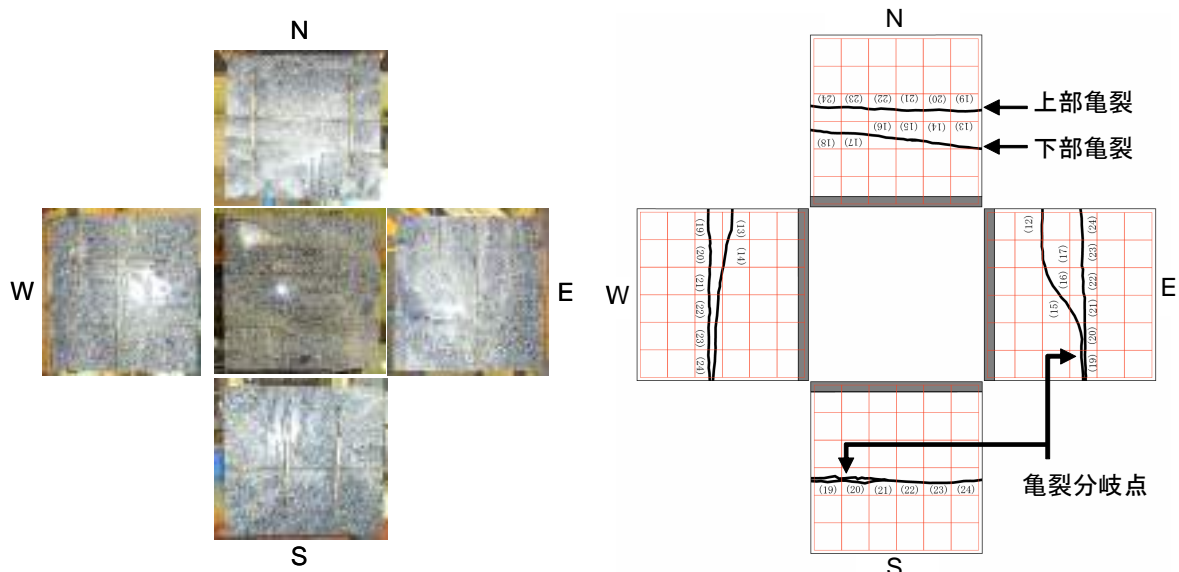 N
W
E
S
N
(24) (23) (22) (21) (20) (19)
上部亀裂
(18) (17) (16) (15) (14) (13)
下部亀裂
W
(19) (20) (21) (22) (23) (24)
(13) (14)
(12) (17) (16) (15)
(24) (23) (22) (21) (20) (19)
E
(19) (20) (21) (22) (23) (24)
亀裂分岐点
S